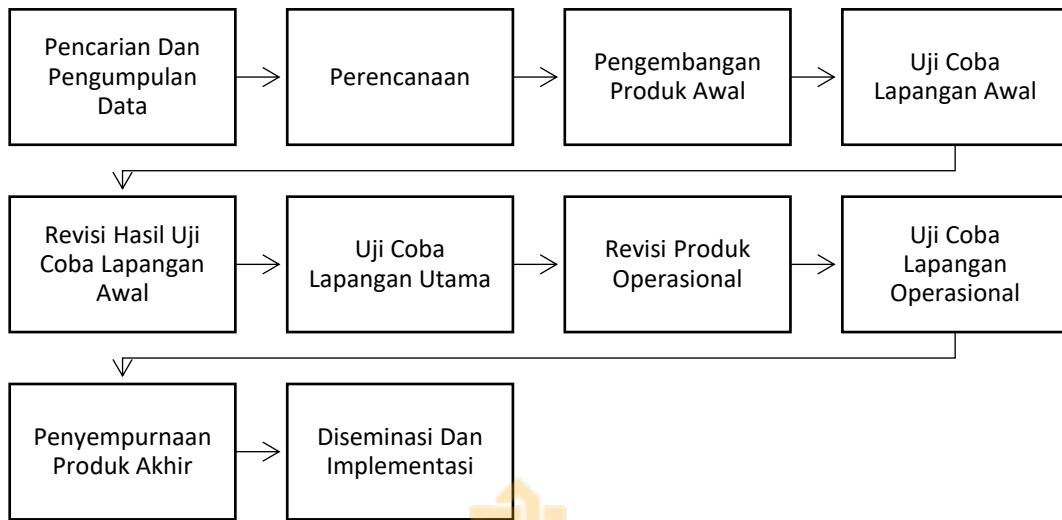 Pencarian Dan
Pengumpulan
Data
Perencanaan
Pengembangan
Produk Awal
Uji Coba
Lapangan Awal
Revisi Hasil Uji
Coba Lapangan
Awal
Uji Coba
Lapangan Utama
Revisi Produk
Operasional
Uji Coba
Lapangan
Operasional
Penyempurnaan
Produk Akhir
Diseminasi Dan
Implementasi